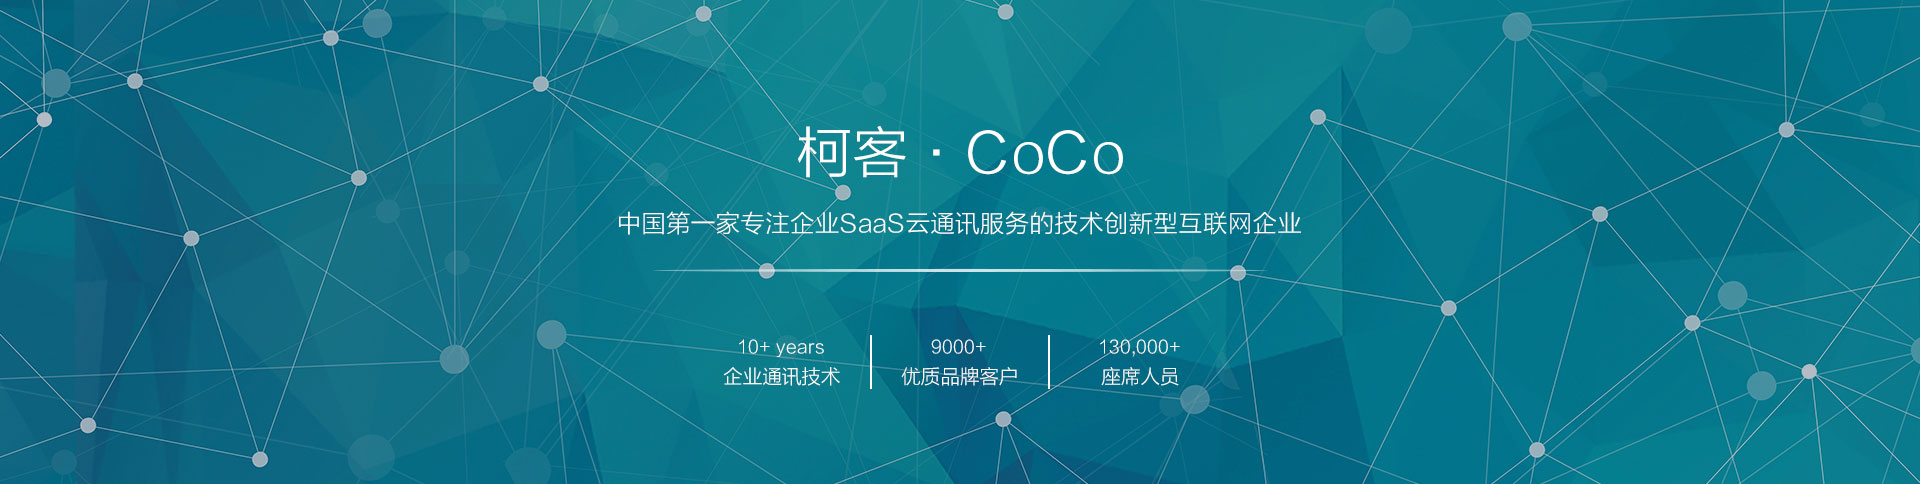 柯客 · CoCo
中国第一家专注企业SaaS云通讯服务的技术创新型互联网企业
10+ years
企业通讯技术
9000+
优质品牌客户
130,000+
座席人员